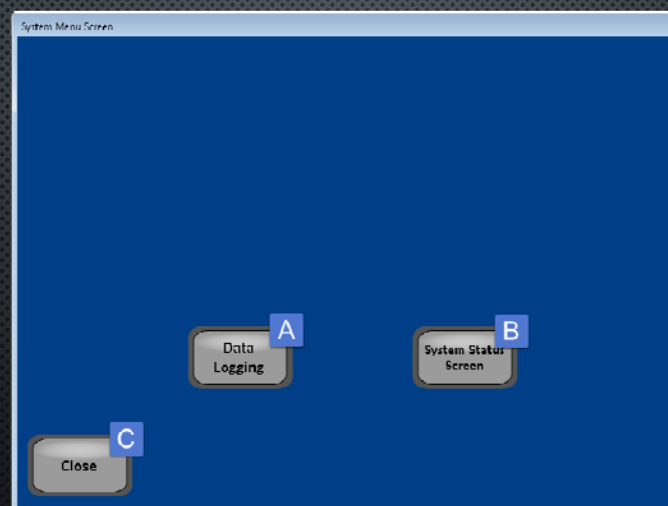 System Menu Screen
A
Data
Logging
B
System Status
Screen
C
Close